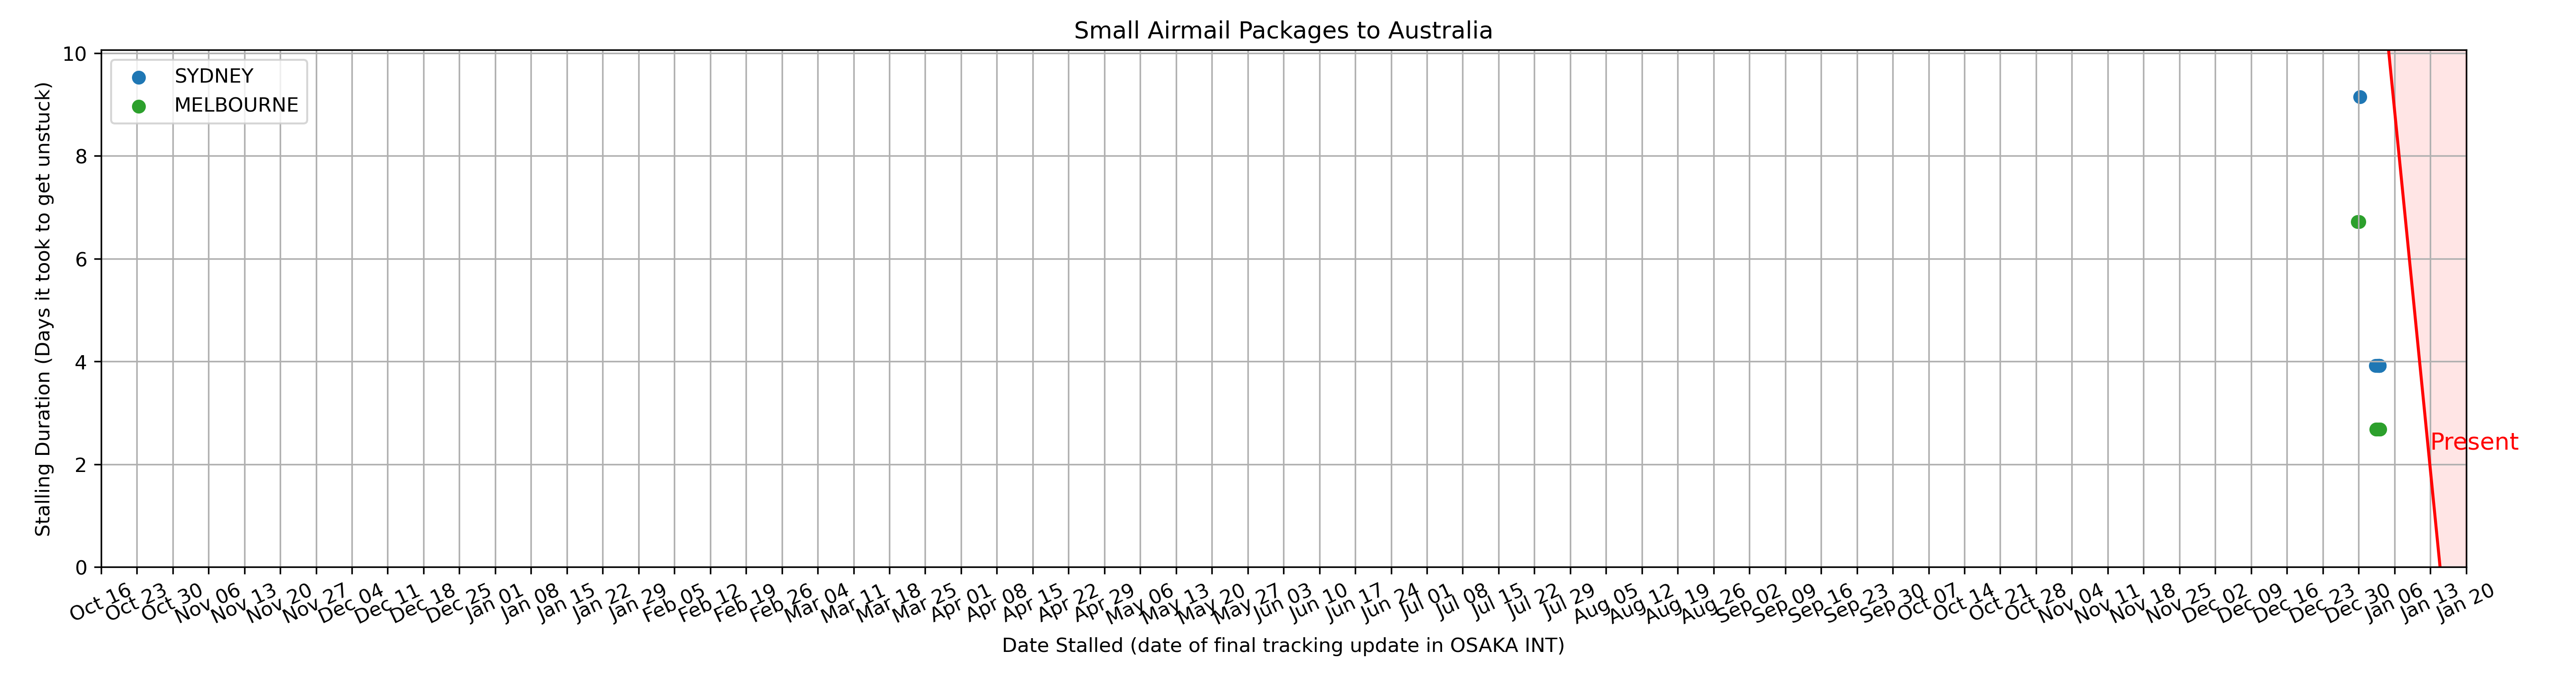 Small Airmail Packages to Australia
SYDNEY
MELBOURNE
Stalling Duration (Days it took to get unstuck)
10
8
6
4
2
0
Present
Oct 16
Oct 23
Oct 30
Nov 06
Nov 13
Nov 20
Nov 27
Dec 04
Dec 11
Dec 18
Dec 25
Jan 01
Jan 08
Jan 15
Jan 22
Jan 29
Feb 05
Feb 12
Feb 19
Feb 26
Mar 04
Mar 11
Mar 18
Mar 25
Apr 01
Apr 08
Apr 15
Apr 22
Apr 29
May 06
May 13
May 20
May 27
Jun 03
Jun 10
Jun 17
Jun 24
Jul 01
Jul 08
Jul 15
Jul 22
Jul 29
Aug 05
Aug 12
Aug 19
Aug 26
Sep 02
Sep 09
Sep 16
Sep 23
Sep 30
Oct 07
Oct 14
Oct 21
Oct 28
Nov 04
Nov 11
Nov 18
Nov 25
Dec 02
Dec 09
Dec 16
Dec 23
Dec 30
Jan 06
Jan 13
Jan 20
Date Stalled (date of final tracking update in OSAKA INT)